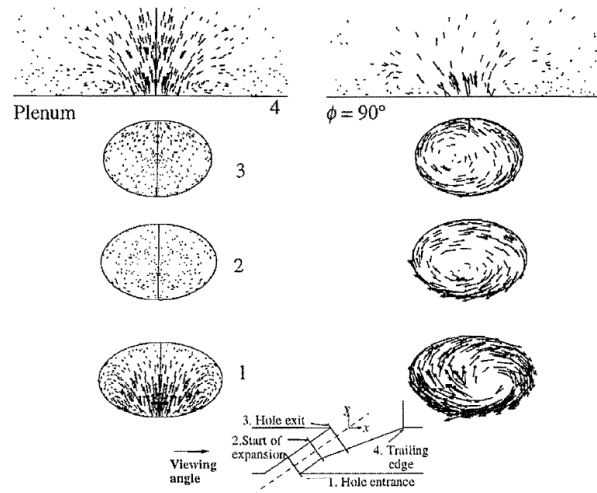 Plenum 4 ϕ = 90°
3
2
1
3. Hole exit y
x
2.Start of
expansion
4. Trailing
edge
Viewing
angle
1. Hole entrance